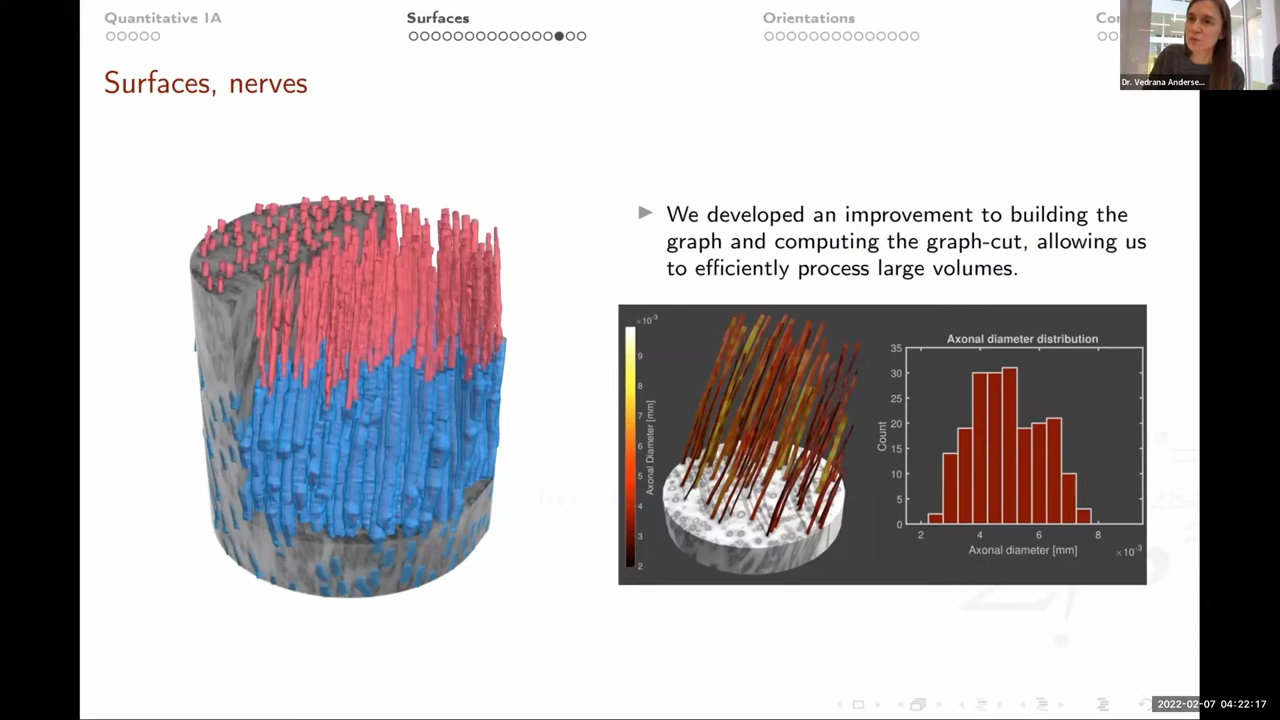 Quantitative IA
Surfaces
Orientations
Co
Dr. Vedrana Anderse...
Surfaces, nerves
We developed an improvement to building the
graph and computing the graph-cut, allowing us
to efficiently process large volumes.
×10⁻³
9
8
7
6
5
4
3
2
Axonal Diameter [mm]
Axonal diameter distribution
35
30
25
20
15
10
5
0
Count
2 4 6 8
Axonal diameter [mm]
×10⁻³
2022-02-07 04:22:17